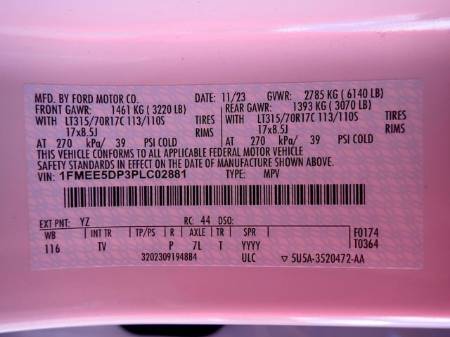 MFD. BY FORD MOTOR CO. 11/23 GVWR: 2785 KG ( 6140 LB)
FRONT GAWR: 1461 KG ( 3220 LB) REAR GAWR: 1393 KG ( 3070 LB)
WITH LT315/70R17C 113/110S TIRES WITH LT315/70R17C 113/110S TIRES
17x8.5J RIMS 17x8.5J RIMS
AT 270 kPa/ 39 PSI COLD AT 270 kPa/ 39 PSI COLD
THIS VEHICLE CONFORMS TO ALL APPLICABLE FEDERAL MOTOR VEHICLE
SAFETY STANDARDS IN EFFECT ON THE DATE OF MANUFACTURE SHOWN ABOVE.
VIN: 1FMEE5DP3PLC02881 TYPE: MPV
EXT PNT: YZ RC: 44 DSO:
WB INT TR TP/PS R AXLE TR SPR F0174
116 TV P 7L T YYYY T0364
3202309194884 ULC ▽ 5U5A-3520472-AA